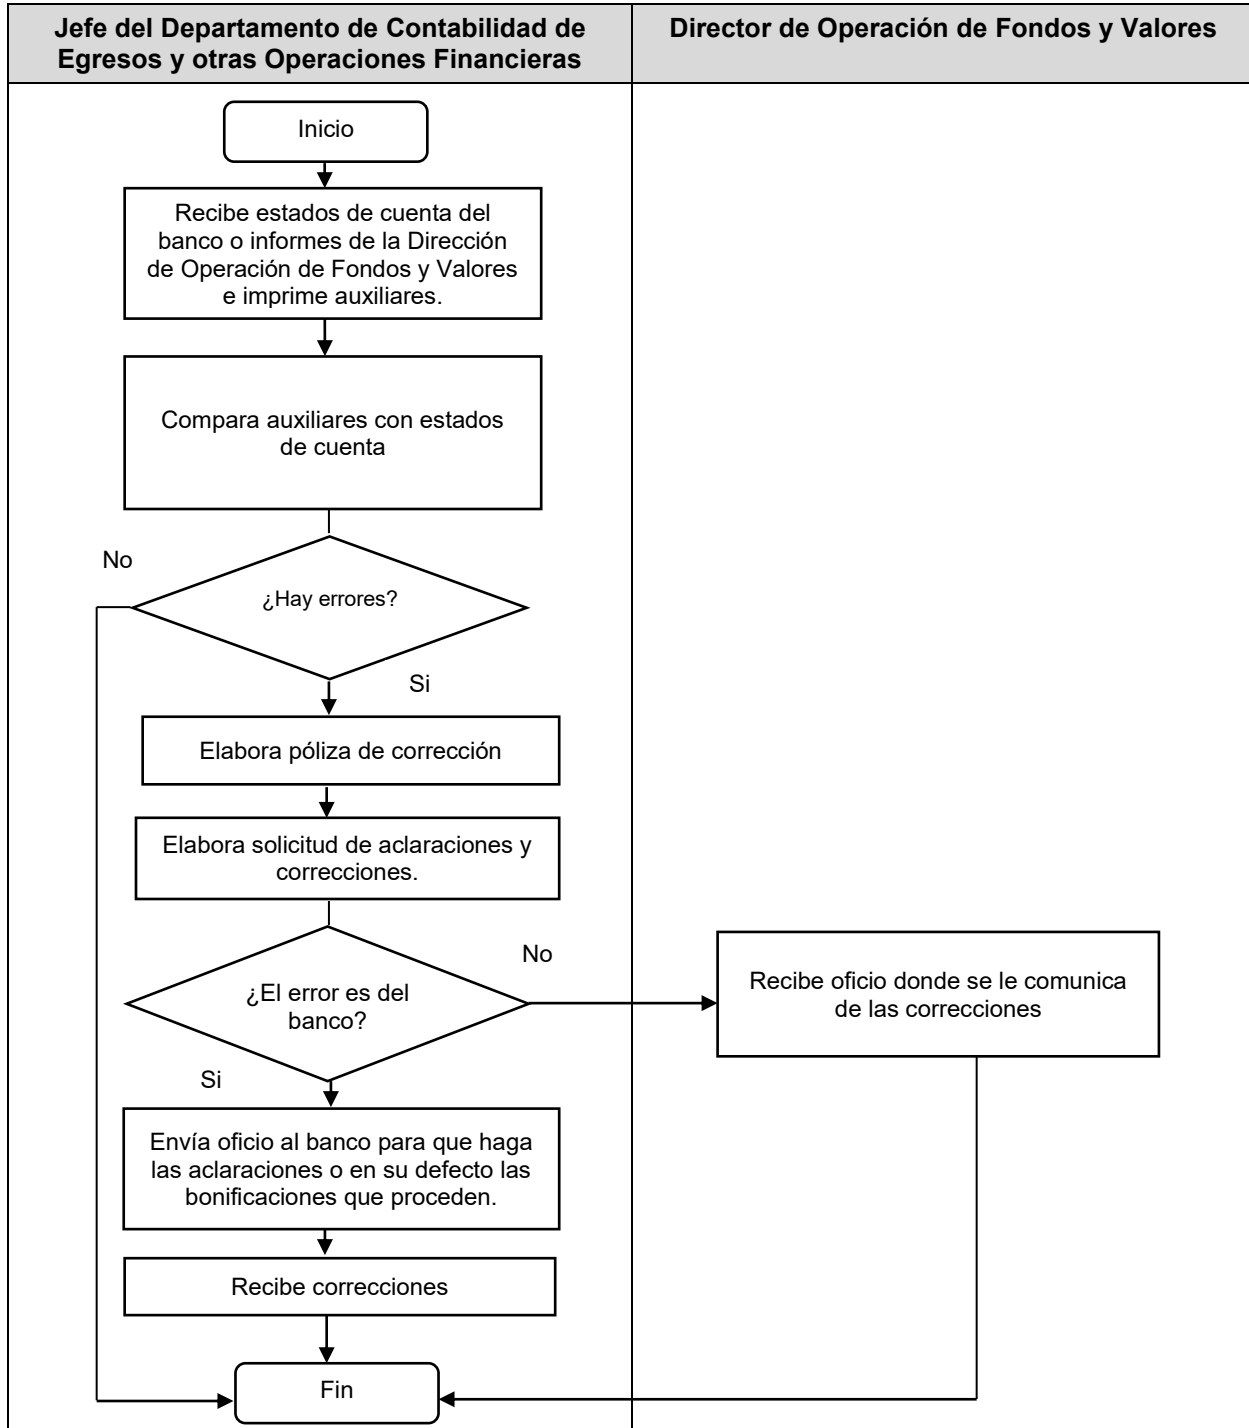 Jefe del Departamento de Contabilidad de
Egresos y otras Operaciones Financieras
Director de Operación de Fondos y Valores
Inicio
Recibe estados de cuenta del
banco o informes de la Dirección
de Operación de Fondos y Valores
e imprime auxiliares.
Compara auxiliares con estados
de cuenta
No
¿Hay errores?
Si
Elabora póliza de corrección
Elabora solicitud de aclaraciones y
correcciones.
No
¿El error es del
banco?
Recibe oficio donde se le comunica
de las correcciones
Si
Envía oficio al banco para que haga
las aclaraciones o en su defecto las
bonificaciones que proceden.
Recibe correcciones
Fin